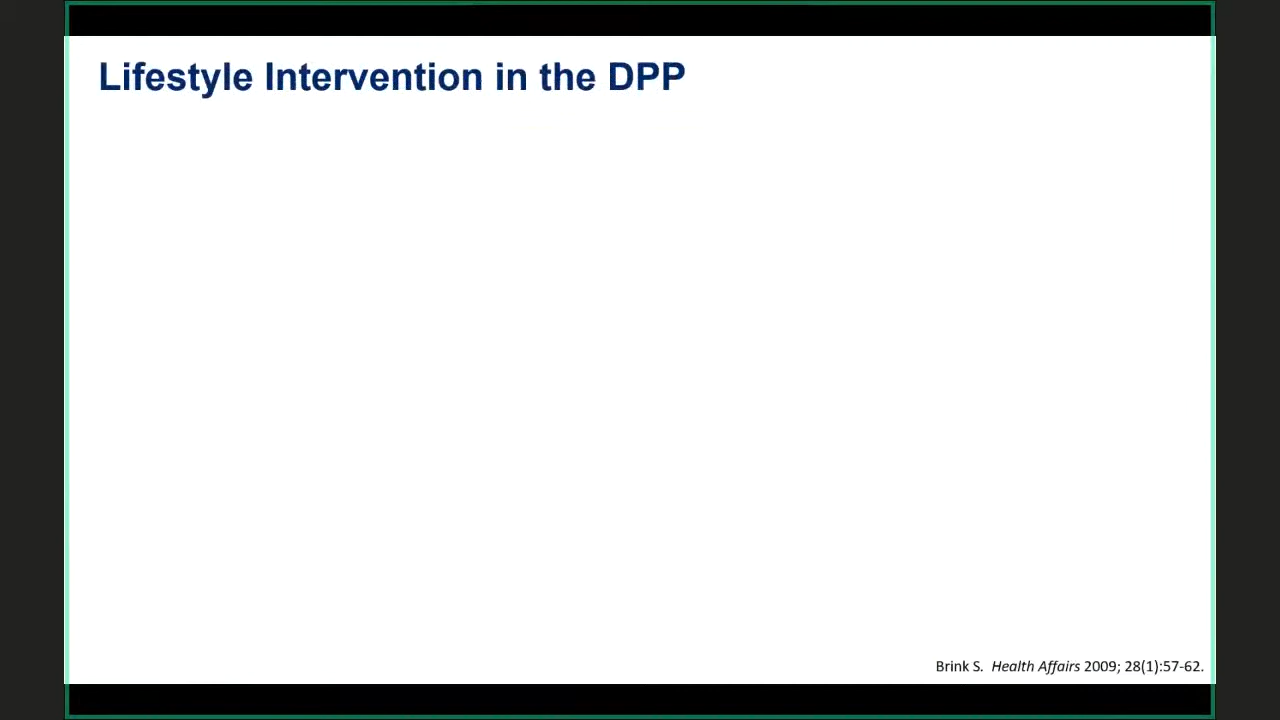 Lifestyle Intervention in the DPP
Brink S. Health Affairs 2009; 28(1):57-62.